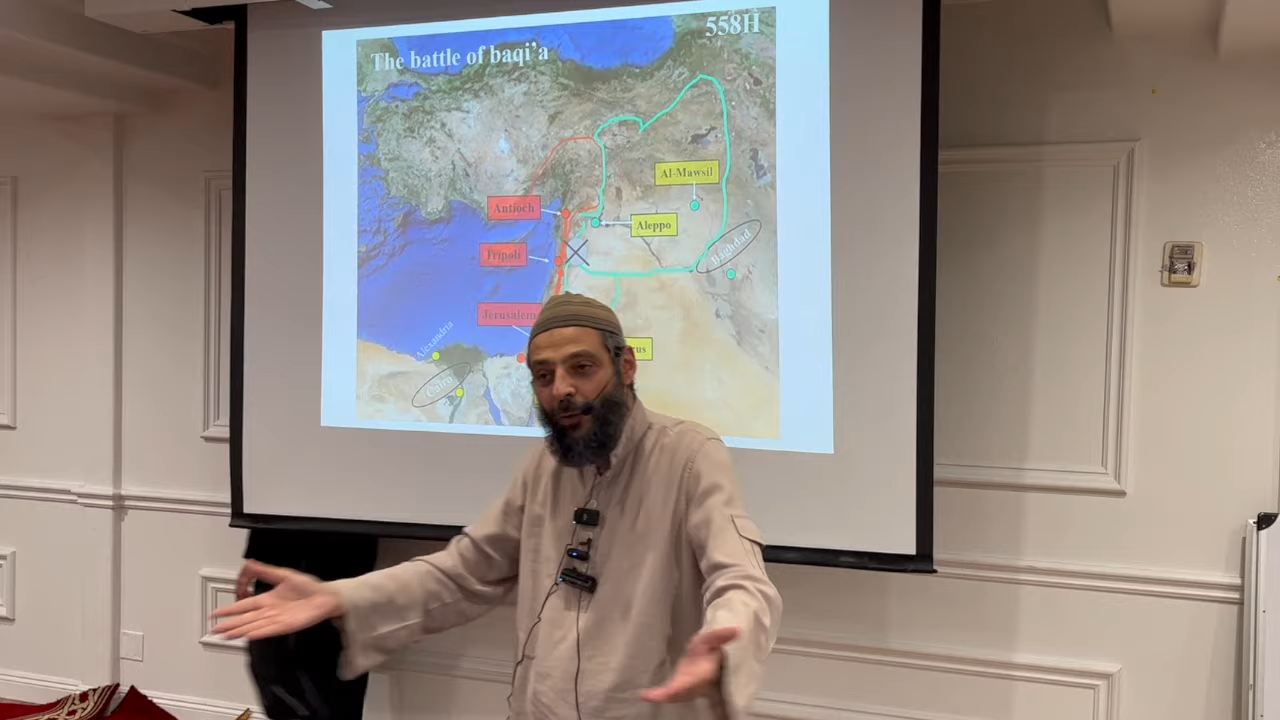 558H
The battle of baqi'a
Al-Mawsil
Antioch
Aleppo
Tripoli
Baghdad
Jerusalem
Alexandria
Cairo